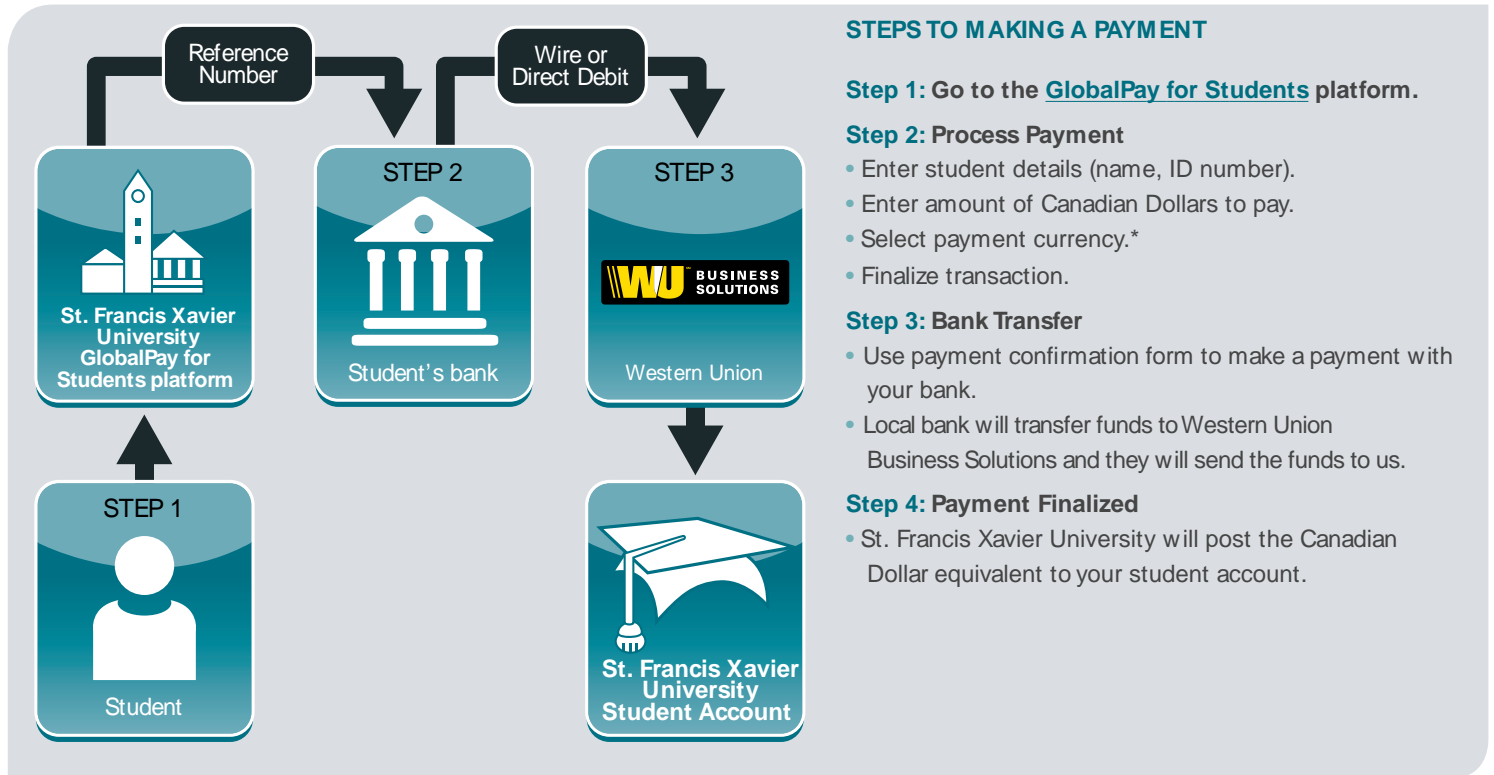 Reference
Number
Wire or
Direct Debit
St. Francis Xavier
University
GlobalPay for
Students platform
STEP 2
Student's bank
STEP 3
WU BUSINESS
SOLUTIONS
Western Union
STEP 1
Student
St. Francis Xavier
University
Student Account
STEPS TO MAKING A PAYMENT
Step 1: Go to the GlobalPay for Students platform.
Step 2: Process Payment
• Enter student details (name, ID number).
• Enter amount of Canadian Dollars to pay.
• Select payment currency.*
• Finalize transaction.
Step 3: Bank Transfer
• Use payment confirmation form to make a payment with
your bank.
• Local bank will transfer funds to Western Union
Business Solutions and they will send the funds to us.
Step 4: Payment Finalized
• St. Francis Xavier University will post the Canadian
Dollar equivalent to your student account.